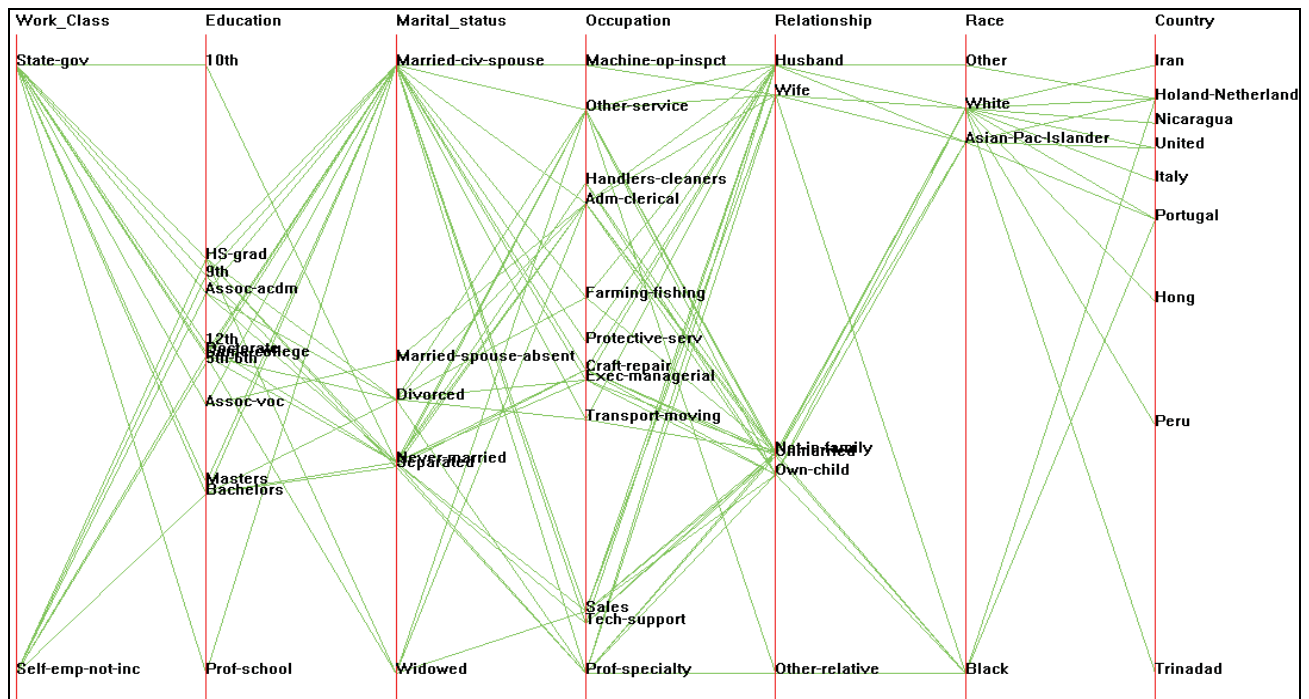 Work_Class Education Marital_status Occupation Relationship Race Country
State-gov 10th Married-civ-spouse Machine-op-inspct Husband Other Iran
Wife Holand-Netherland
Other-service White
Nicaragua
Asian-Pac-Islander United
Handlers-cleaners Italy
Adm-clerical
Portugal
HS-grad
9th
Assoc-acdm Farming-fishing Hong
12th Protective-serv
Doctorate
5th-6th
Married-spouse-absent
Craft-repair
Exec-managerial
Divorced
Assoc-voc
Transport-moving Peru
Not-in-family
Unmarried
Never-married
Separated Own-child
Masters
Bachelors
Sales
Tech-support
Self-emp-not-inc Prof-school Widowed Prof-specialty Other-relative Black Trinadad